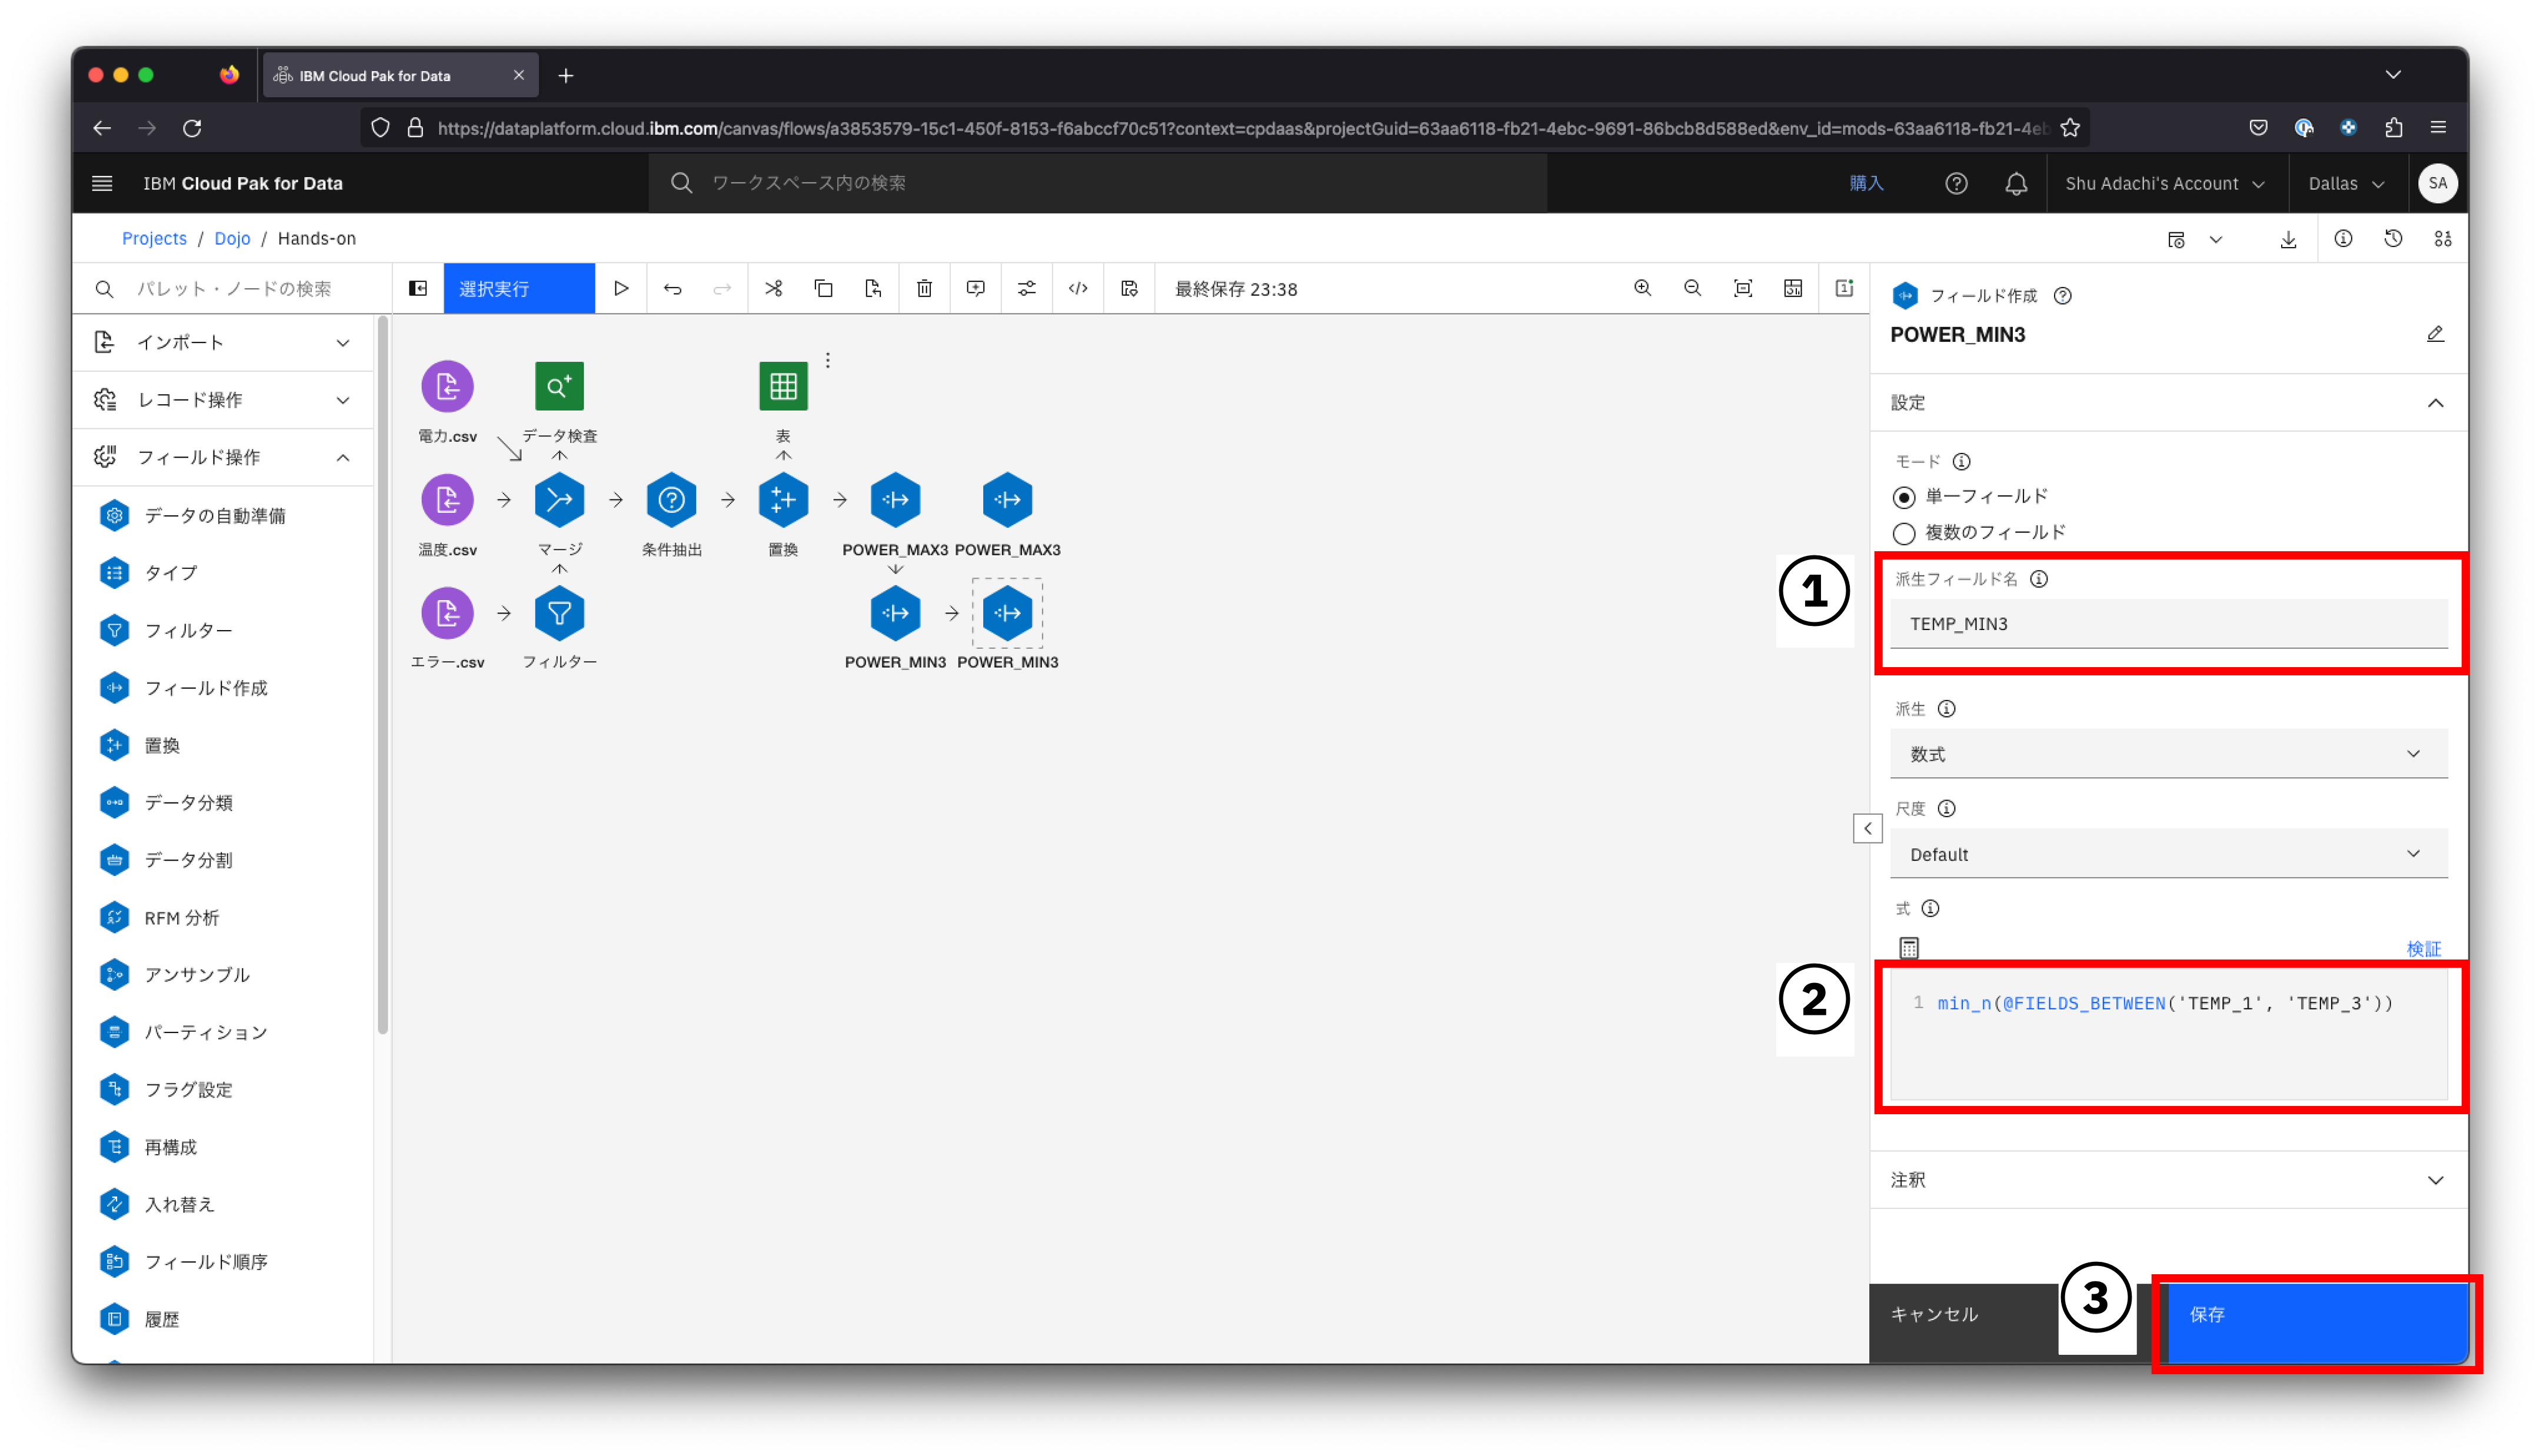 IBM Cloud Pak for Data
https://dataplatform.cloud.ibm.com/canvas/flows/a3853579-15c1-450f-8153-f6abccf70c51?context=cpdaas&projectGuid=63aa6118-fb21-4ebc-9691-86bcb8d588ed&env_id=mods-63aa6118-fb21-4eb
IBM Cloud Pak for Data
ワークスペース内の検索
購入
Shu Adachi's Account
Dallas
SA
Projects / Dojo / Hands-on
パレット・ノードの検索
選択実行
最終保存 23:38
インポート
レコード操作
フィールド操作
データの自動準備
タイプ
フィルター
フィールド作成
置換
データ分類
データ分割
RFM 分析
アンサンブル
パーティション
フラグ設定
再構成
入れ替え
フィールド順序
履歴
電力.csv
データ検査
表
温度.csv
マージ
条件抽出
置換
POWER_MAX3
POWER_MAX3
エラー.csv
フィルター
POWER_MIN3
POWER_MIN3
フィールド作成
POWER_MIN3
設定
モード
単一フィールド
複数のフィールド
1
派生フィールド名
TEMP_MIN3
派生
数式
尺度
Default
式
検証
2
1 min_n(@FIELDS_BETWEEN('TEMP_1', 'TEMP_3'))
注釈
キャンセル
3
保存